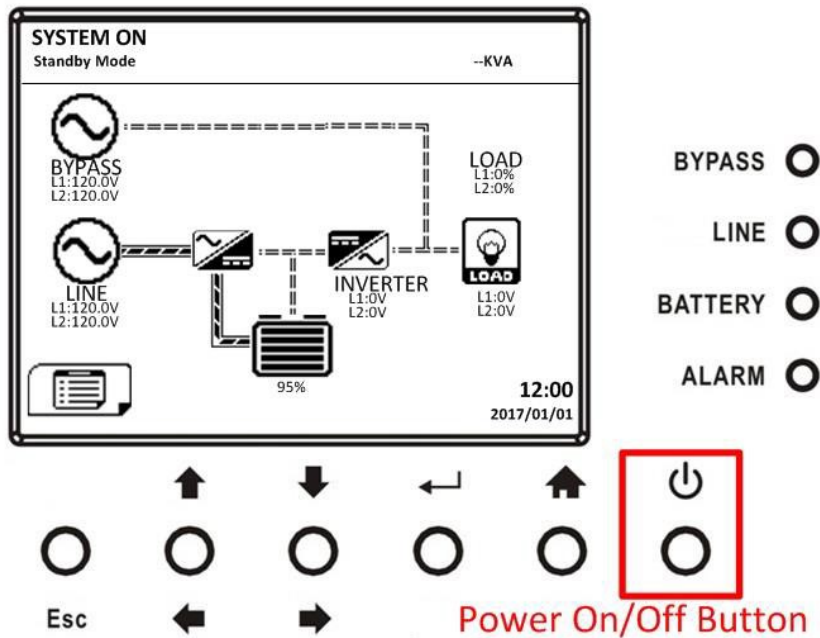 SYSTEM ON
Standby Mode
--KVA
BYPASS
L1:120.0V
L2:120.0V
LOAD
L1:0%
L2:0%
LINE
L1:120.0V
L2:120.0V
INVERTER
L1:0V
L2:0V
LOAD
L1:0V
L2:0V
95%
12:00
2017/01/01
BYPASS
LINE
BATTERY
ALARM
Esc
Power On/Off Button